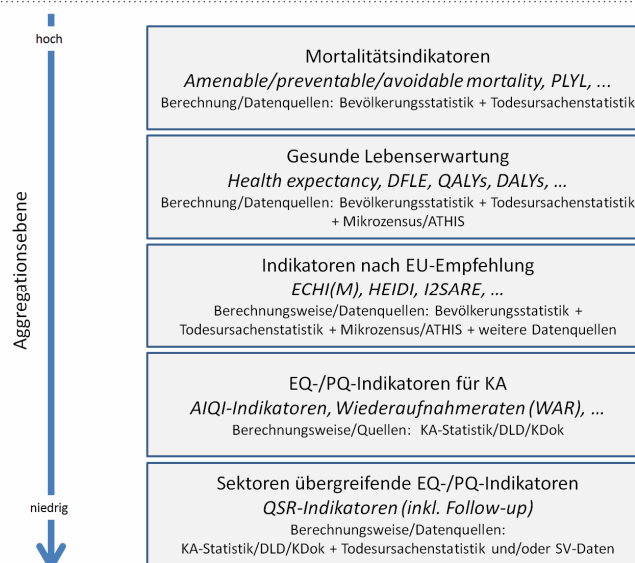 hoch
Aggregationsebene
niedrig
Mortalitätsindikatoren
Amenable/preventable/avoidable mortality, PLYL, ...
Berechnung/Datenquellen: Bevölkerungsstatistik + Todesursachenstatistik
Gesunde Lebenserwartung
Health expectancy, DFLE, QALYs, DALYs, ...
Berechnung/Datenquellen: Bevölkerungsstatistik + Todesursachenstatistik
+ Mikrozensus/ATHIS
Indikatoren nach EU-Empfehlung
ECHI(M), HEIDI, I2SARE, ...
Berechnungsweise/Datenquellen: Bevölkerungsstatistik +
Todesursachenstatistik + Mikrozensus/ATHIS + weitere Datenquellen
EQ-/PQ-Indikatoren für KA
AIQI-Indikatoren, Wiederaufnahmeraten (WAR), ...
Berechnungsweise/Quellen: KA-Statistik/DLD/KDok
Sektoren übergreifende EQ-/PQ-Indikatoren
QSR-Indikatoren (inkl. Follow-up)
Berechnungsweise/Datenquellen:
KA-Statistik/DLD/KDok + Todesursachenstatistik und/oder SV-Daten